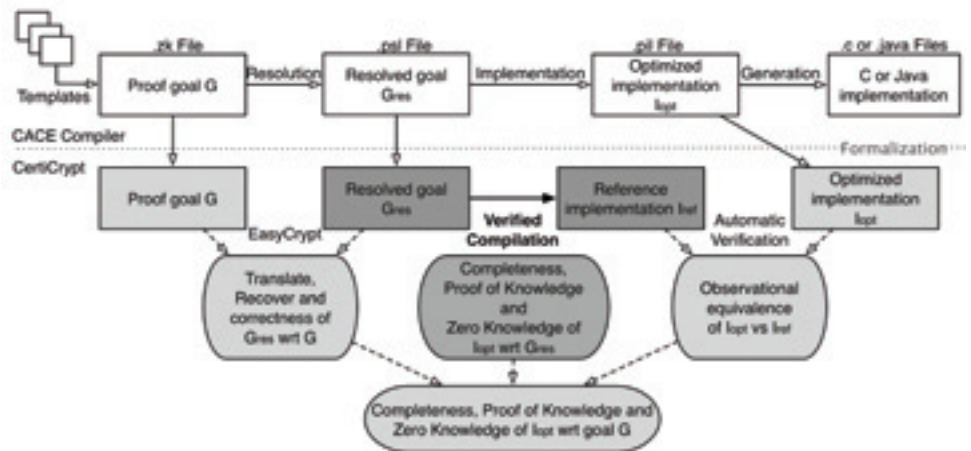 .zk File
.psl File
.pil File
.c or .java Files
Templates
Proof goal G
Resolution
Resolved goal
Gres
Implementation
Optimized
implementation
Iopt
Generation
C or Java
implementation
CACE Compiler
Formalization
CertiCrypt
Proof goal G
Resolved goal
Gres
Verified
Compilation
Reference
implementation Iref
Optimized
implementation
Iopt
EasyCrypt
Automatic
Verification
Translate,
Recover and
correctness of
Gres wrt G
Completeness,
Proof of Knowledge
and
Zero Knowledge of
Iopt wrt Gres
Observational
equivalence
of Iopt vs Iref
Completeness, Proof of Knowledge and
Zero Knowledge of Iopt wrt goal G